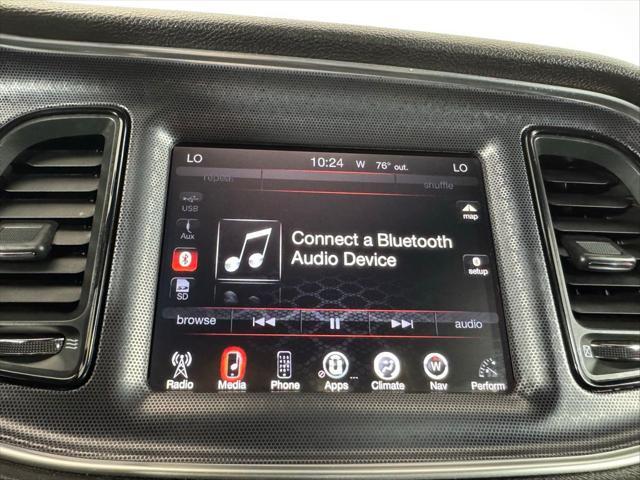 LO 10:24 W 76° out. LO
repeat shuffle
USB
map
Aux
Connect a Bluetooth
Audio Device
setup
SD
browse audio
Radio Media Phone Apps Climate Nav Perform
W